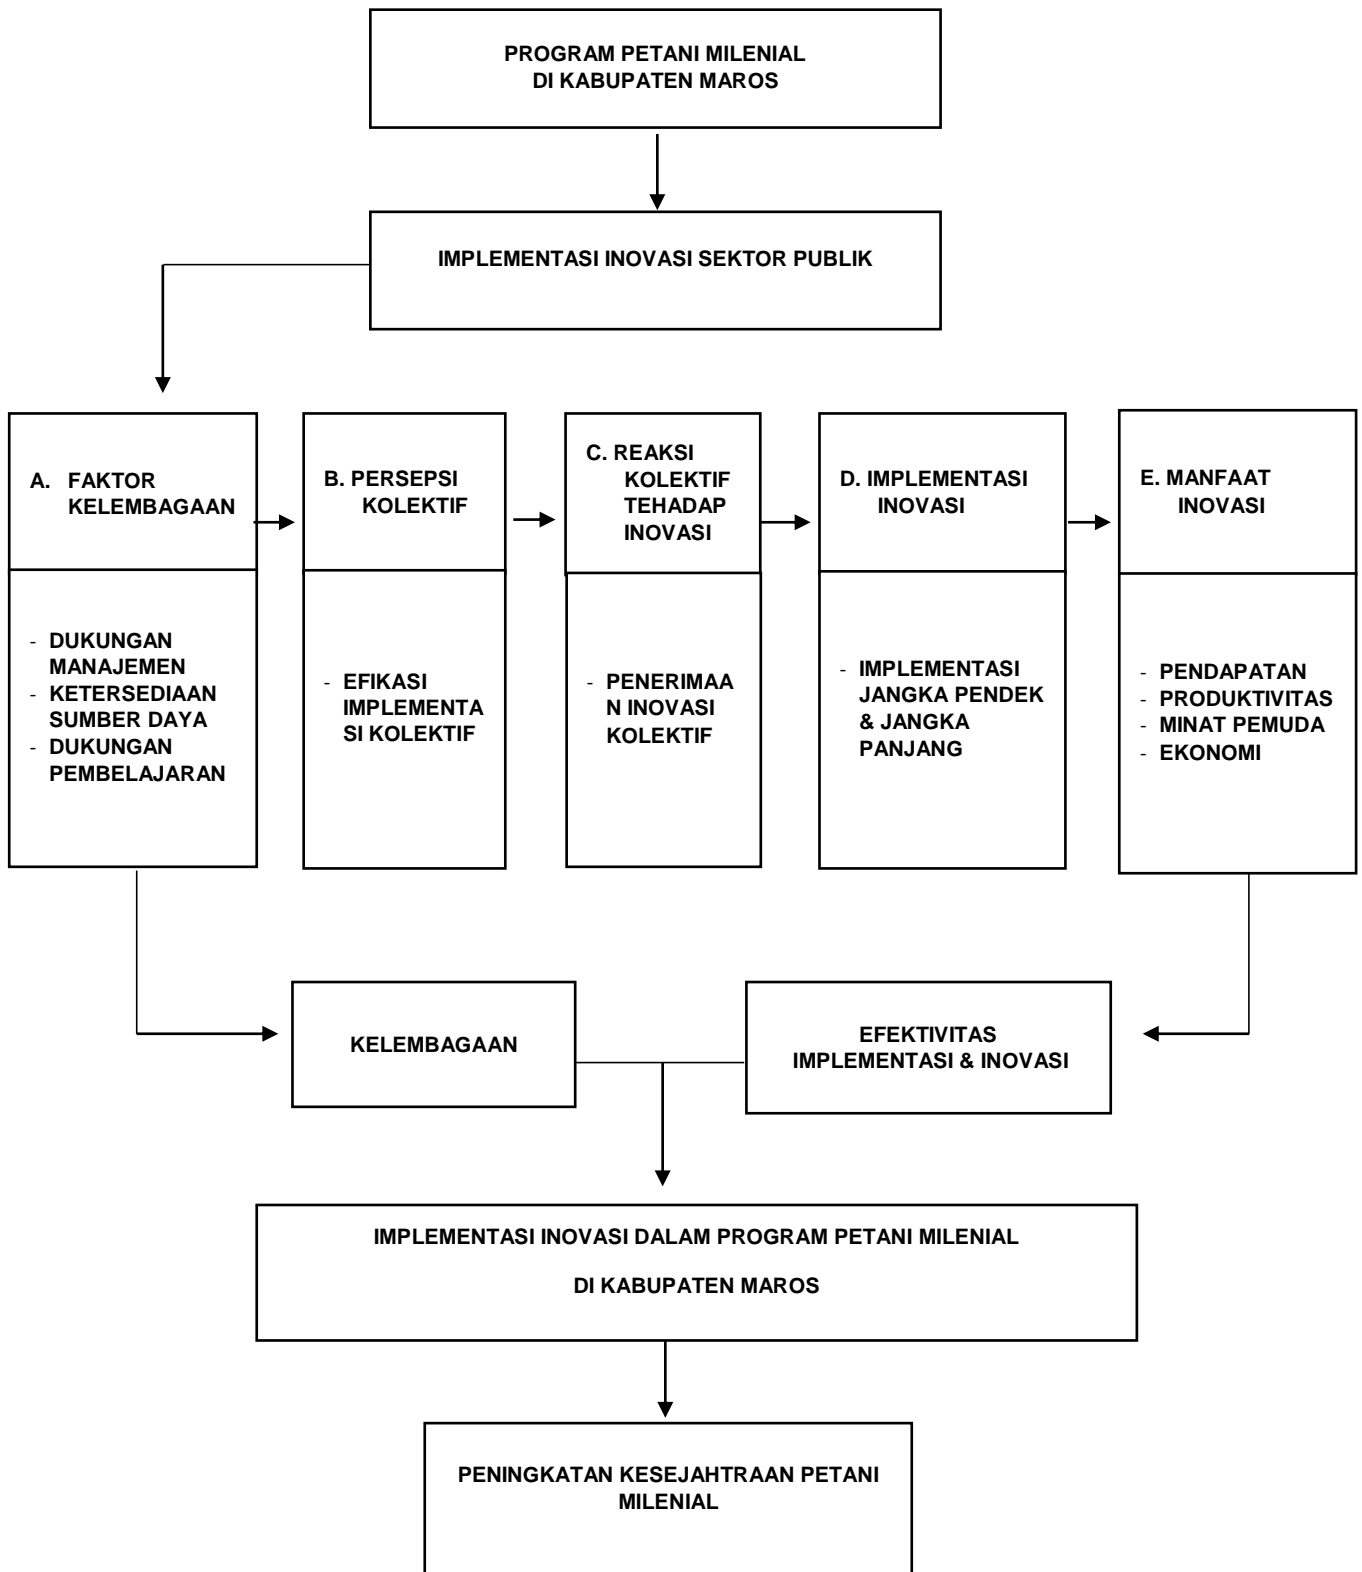 PROGRAM PETANI MILENIAL
DI KABUPATEN MAROS
IMPLEMENTASI INOVASI SEKTOR PUBLIK
A. FAKTOR
KELEMBAGAAN
B. PERSEPSI
KOLEKTIF
C. REAKSI
KOLEKTIF
TEHADAP
INOVASI
D. IMPLEMENTASI
INOVASI
E. MANFAAT
INOVASI
- DUKUNGAN
MANAJEMEN
- KETERSEDIAAN
SUMBER DAYA
- DUKUNGAN
PEMBELAJARAN
- EFIKASI
IMPLEMENTA
SI KOLEKTIF
- PENERIMAA
N INOVASI
KOLEKTIF
- IMPLEMENTASI
JANGKA PENDEK
& JANGKA
PANJANG
- PENDAPATAN
- PRODUKTIVITAS
- MINAT PEMUDA
- EKONOMI
KELEMBAGAAN
EFEKTIVITAS
IMPLEMENTASI & INOVASI
IMPLEMENTASI INOVASI DALAM PROGRAM PETANI MILENIAL
DI KABUPATEN MAROS
PENINGKATAN KESEJAHTRAAN PETANI
MILENIAL